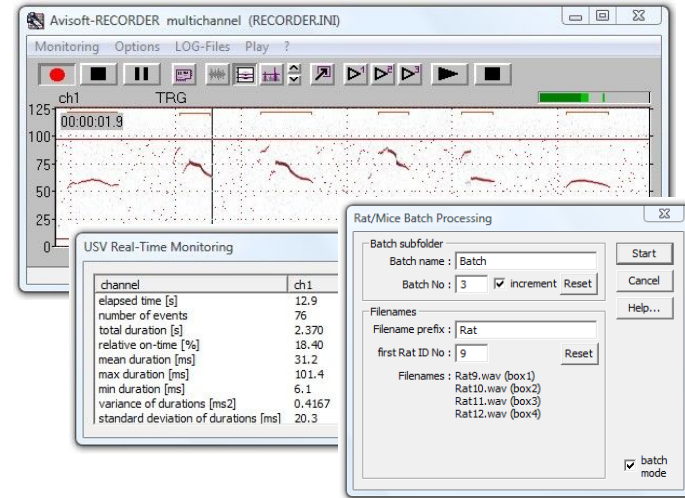 Avisoft-RECORDER multichannel (RECORDER.INI)
Monitoring Options LOG-Files Play ?
ch1 TRG
125
00:00:01.9
100
75
50
25
0
USV Real-Time Monitoring
channel ch1
elapsed time [s] 12.9
number of events 76
total duration [s] 2.370
relative on-time [%] 18.40
mean duration [ms] 31.2
max duration [ms] 101.4
min duration [ms] 6.1
variance of durations [ms2] 0.4167
standard deviation of durations [ms] 20.3
Rat/Mice Batch Processing
Batch subfolder
Batch name : Batch
Batch No : 3 increment Reset
Filenames
Filename prefix : Rat
first Rat ID No : 9 Reset
Filenames : Rat9.wav (box1)
Rat10.wav (box2)
Rat11.wav (box3)
Rat12.wav (box4)
Start
Cancel
Help...
batch
mode